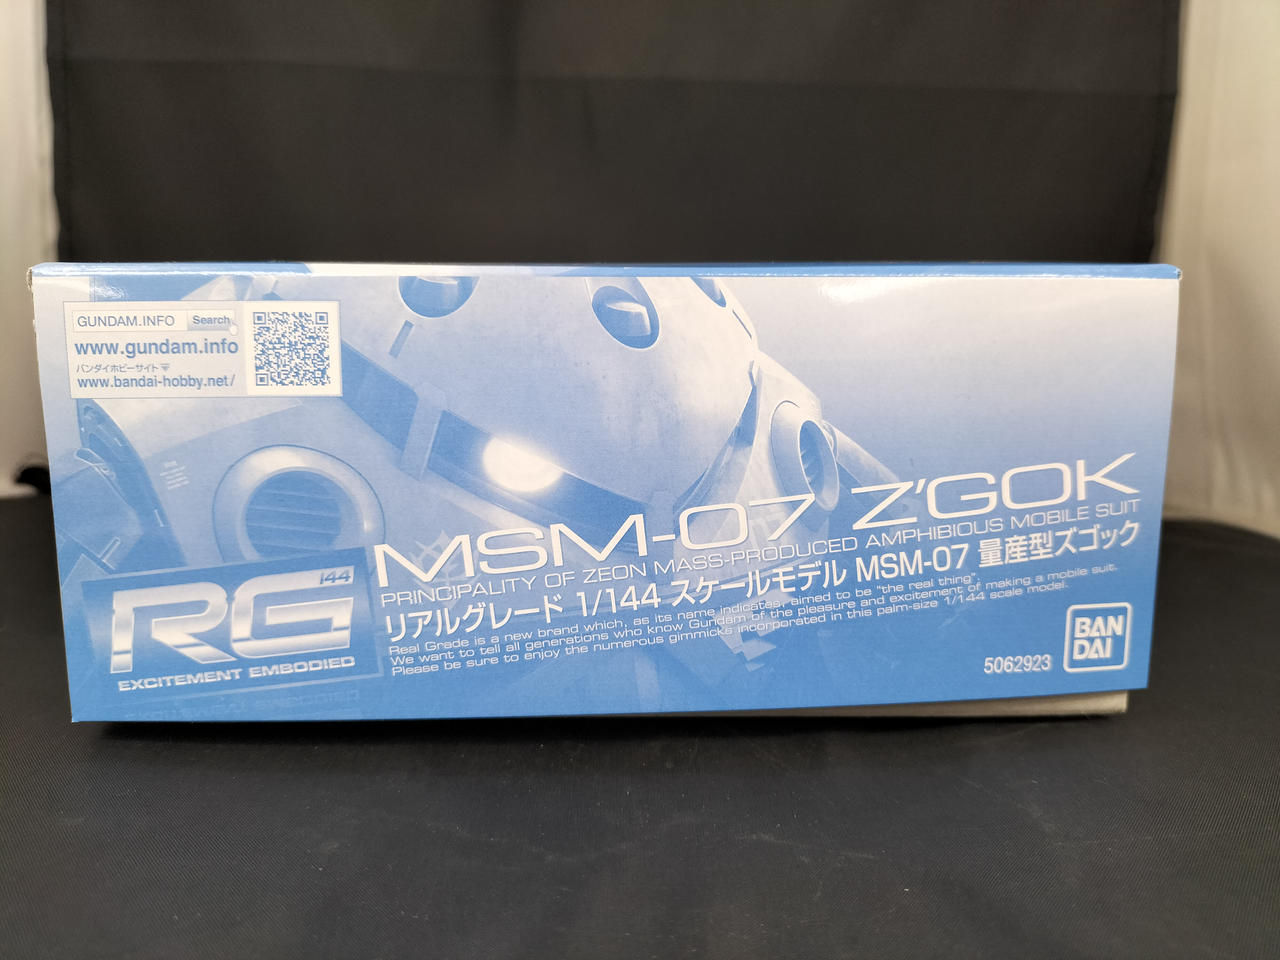 GUNDAM.INFO Search
www.gundam.info
バンダイホビーサイト
www.bandai-hobby.net/
MSM-07 Z'GOK
PRINCIPALITY OF ZEON MASS-PRODUCED AMPHIBIOUS MOBILE SUIT
リアルグレード 1/144 スケールモデル MSM-07 量産型ズゴック
Real Grade is a new brand which, as its name indicates, aimed to be "the real thing".
We want to tell all generations who know Gundam of the pleasure and excitement of making a mobile suit.
Please be sure to enjoy the numerous gimmicks incorporated in this palm-size 1/144 scale model.
RG 144
EXCITEMENT EMBODIED
5062923
BAN
DAI